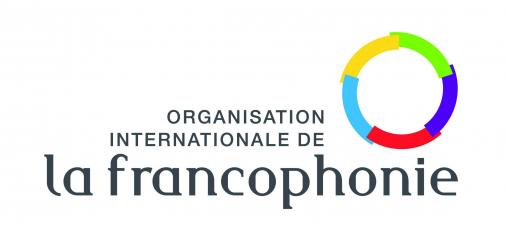 ORGANISATION
INTERNATIONALE DE
la francophonie